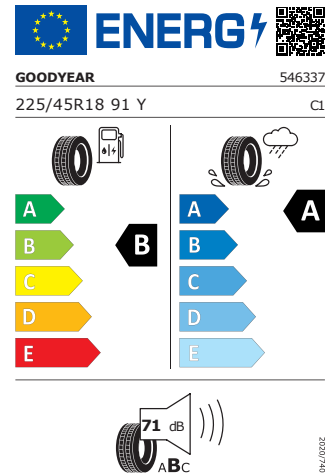 ENERG
GOODYEAR 546337
225/45R18 91 Y C1
A A A
B B B
C C
D D
E E
71 dB
ABC
2020/740